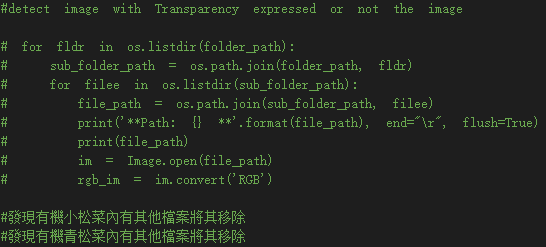 #detect image with Transparency expressed or not the image
# for fldr in os.listdir(folder_path):
# sub_folder_path = os.path.join(folder_path, fldr)
# for filee in os.listdir(sub_folder_path):
# file_path = os.path.join(sub_folder_path, filee)
# print('**Path: {} **'.format(file_path), end="\r", flush=True)
# print(file_path)
# im = Image.open(file_path)
# rgb_im = im.convert('RGB')
#發現有機小松菜內有其他檔案將其移除
#發現有機青松菜內有其他檔案將其移除